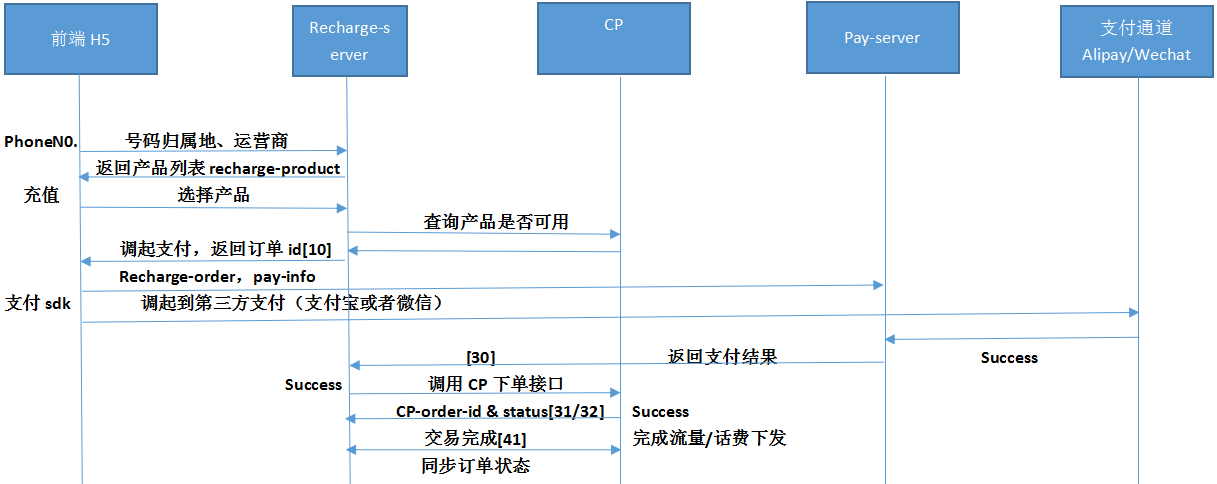 前端 H5
Recharge-s
erver
CP
Pay-server
支付通道
Alipay/Wechat
PhoneN0.
号码归属地、运营商
返回产品列表 recharge-product
充值
选择产品
查询产品是否可用
调起支付，返回订单 id[10]
Recharge-order，pay-info
支付 sdk
调起到第三方支付（支付宝或者微信）
[30]
返回支付结果
Success
Success
调用 CP 下单接口
CP-order-id & status[31/32]
Success
交易完成[41]
完成流量/话费下发
同步订单状态